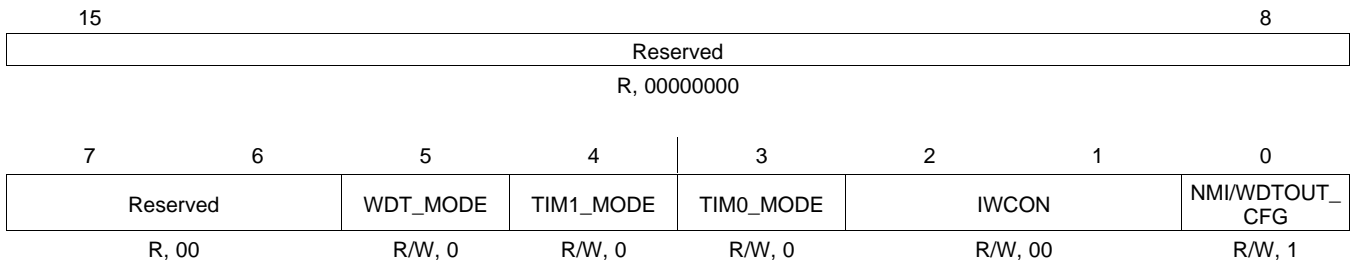 15 8
Reserved
R, 00000000
7 6 5 4 3 2 1 0
Reserved WDT_MODE TIM1_MODE TIM0_MODE IWCON NMI/WDTOUT_
CFG
R, 00 R/W, 0 R/W, 0 R/W, 0 R/W, 00 R/W, 1